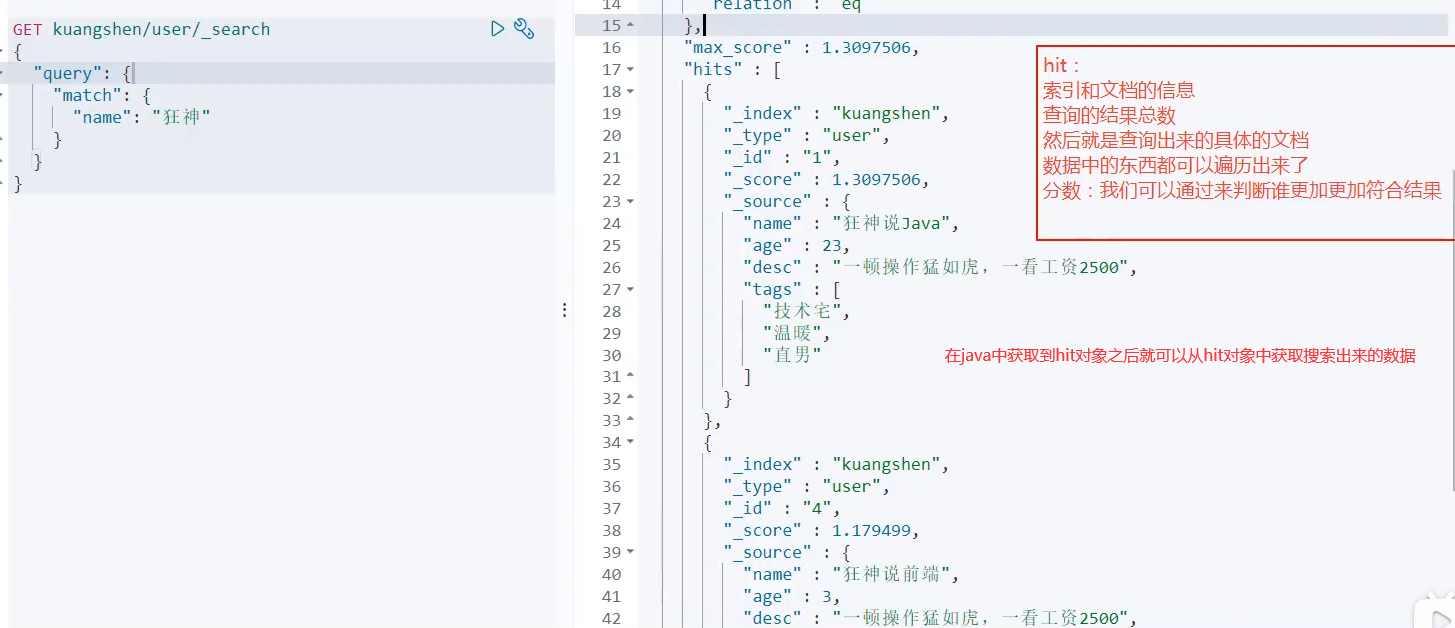 GET kuangshen/user/_search
{
"query": {
"match": {
"name": "狂神"
}
}
}
14 "relation" : "eq"
15 },
16 "max_score" : 1.3097506,
17 "hits" : [
18 {
19 "_index" : "kuangshen",
20 "_type" : "user",
21 "_id" : "1",
22 "_score" : 1.3097506,
23 "_source" : {
24 "name" : "狂神说Java",
25 "age" : 23,
26 "desc" : "一顿操作猛如虎，一看工资2500",
27 "tags" : [
28 "技术宅",
29 "温暖",
30 "直男"
31 ]
32 }
33 },
34 {
35 "_index" : "kuangshen",
36 "_type" : "user",
37 "_id" : "4",
38 "_score" : 1.179499,
39 "_source" : {
40 "name" : "狂神说前端",
41 "age" : 3,
42 "desc" : "一顿操作猛如虎，一看工资2500",
hit：
索引和文档的信息
查询的结果总数
然后就是查询出来的具体的文档
数据中的东西都可以遍历出来了
分数：我们可以通过来判断谁更加更加符合结果
在java中获取到hit对象之后就可以从hit对象中获取搜索出来的数据